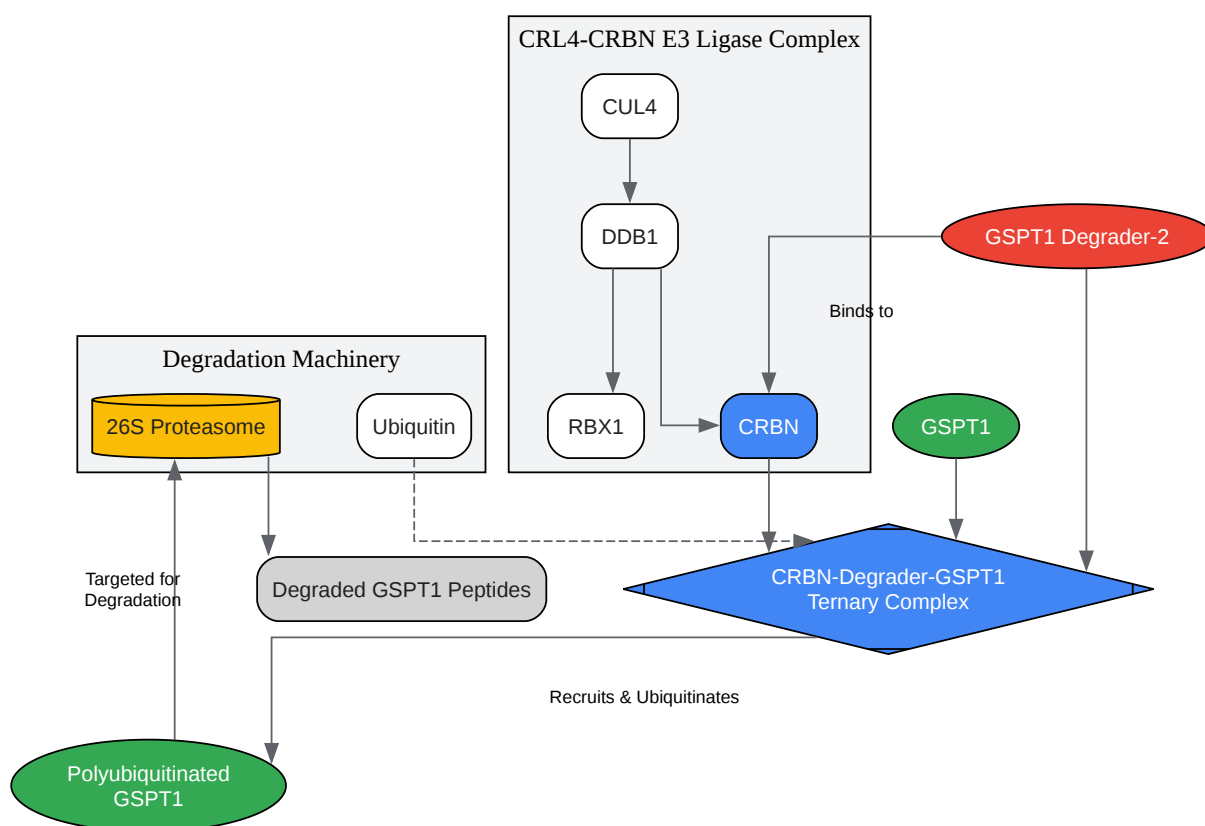 CRL4-CRBN E3 Ligase Complex
CUL4
DDB1
GSPT1 Degrader-2
Binds to
Degradation Machinery
26S Proteasome
Ubiquitin
RBX1
CRBN
GSPT1
Targeted for
Degradation
Degraded GSPT1 Peptides
CRBN-Degrader-GSPT1
Ternary Complex
Recruits & Ubiquitinates
Polyubiquitinated
GSPT1